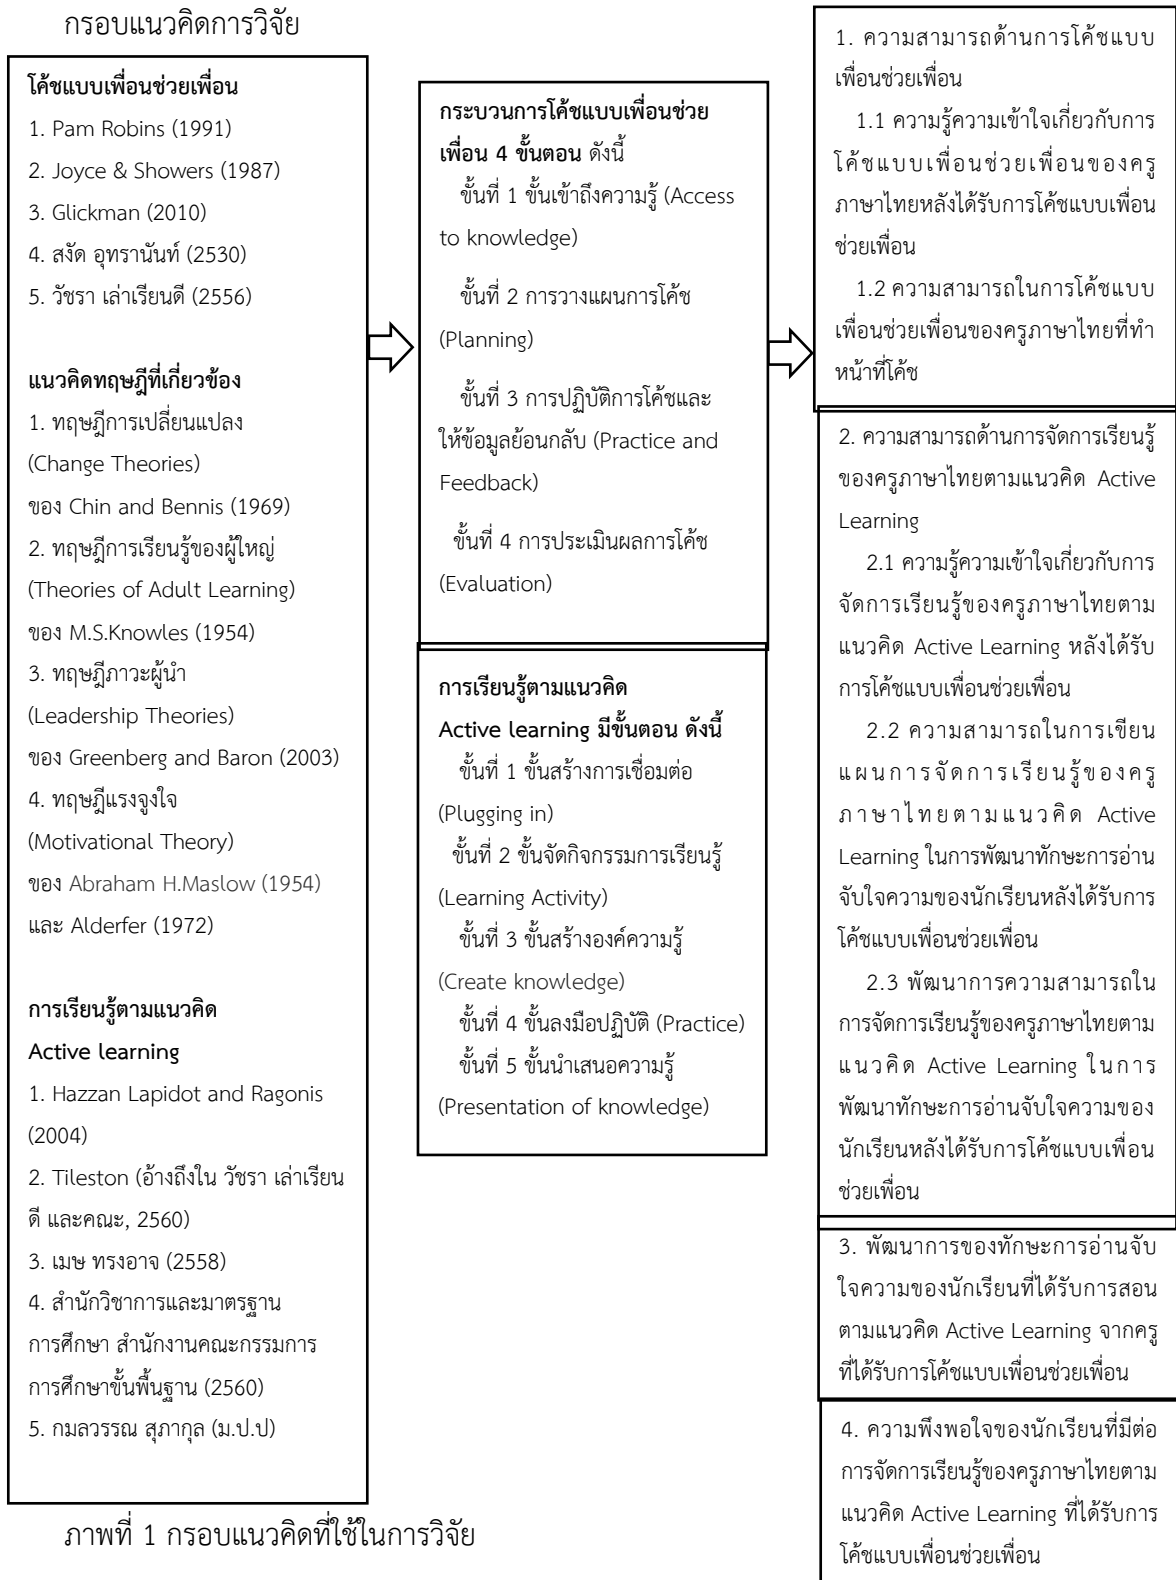 กรอบแนวคิดการวิจัย
โค้ชแบบเพื่อนช่วยเพื่อน
1. Pam Robins (1991)
2. Joyce & Showers (1987)
3. Glickman (2010)
4. สงัด อุทรานันท์ (2530)
5. วัชรา เล่าเรียนดี (2556)
แนวคิดทฤษฎีที่เกี่ยวข้อง
1. ทฤษฎีการเปลี่ยนแปลง
(Change Theories)
ของ Chin and Bennis (1969)
2. ทฤษฎีการเรียนรู้ของผู้ใหญ่
(Theories of Adult Learning)
ของ M.S.Knowles (1954)
3. ทฤษฎีภาวะผู้นำ
(Leadership Theories)
ของ Greenberg and Baron (2003)
4. ทฤษฎีแรงจูงใจ
(Motivational Theory)
ของ Abraham H.Maslow (1954)
และ Alderfer (1972)
การเรียนรู้ตามแนวคิด
Active learning
1. Hazzan Lapidot and Ragonis
(2004)
2. Tileston (อ้างถึงใน วัชรา เล่าเรียน
ดี และคณะ, 2560)
3. เมษ ทรงอาจ (2558)
4. สำนักวิชาการและมาตรฐาน
การศึกษา สำนักงานคณะกรรมการ
การศึกษาขั้นพื้นฐาน (2560)
5. กมลวรรณ สุภากุล (ม.ป.ป)
กระบวนการโค้ชแบบเพื่อนช่วย
เพื่อน 4 ขั้นตอน ดังนี้
ขั้นที่ 1 ขั้นเข้าถึงความรู้ (Access
to knowledge)
ขั้นที่ 2 การวางแผนการโค้ช
(Planning)
ขั้นที่ 3 การปฏิบัติการโค้ชและ
ให้ข้อมูลย้อนกลับ (Practice and
Feedback)
ขั้นที่ 4 การประเมินผลการโค้ช
(Evaluation)
การเรียนรู้ตามแนวคิด
Active learning มีขั้นตอน ดังนี้
ขั้นที่ 1 ขั้นสร้างการเชื่อมต่อ
(Plugging in)
ขั้นที่ 2 ขั้นจัดกิจกรรมการเรียนรู้
(Learning Activity)
ขั้นที่ 3 ขั้นสร้างองค์ความรู้
(Create knowledge)
ขั้นที่ 4 ขั้นลงมือปฏิบัติ (Practice)
ขั้นที่ 5 ขั้นนำเสนอความรู้
(Presentation of knowledge)
1. ความสามารถด้านการโค้ชแบบ
เพื่อนช่วยเพื่อน
1.1 ความรู้ความเข้าใจเกี่ยวกับการ
โค้ชแบบเพื่อนช่วยเพื่อนของครู
ภาษาไทยหลังได้รับการโค้ชแบบเพื่อน
ช่วยเพื่อน
1.2 ความสามารถในการโค้ชแบบ
เพื่อนช่วยเพื่อนของครูภาษาไทยที่ทำ
หน้าที่โค้ช
2. ความสามารถด้านการจัดการเรียนรู้
ของครูภาษาไทยตามแนวคิด Active
Learning
2.1 ความรู้ความเข้าใจเกี่ยวกับการ
จัดการเรียนรู้ของครูภาษาไทยตาม
แนวคิด Active Learning หลังได้รับ
การโค้ชแบบเพื่อนช่วยเพื่อน
2.2 ความสามารถในการเขียน
แผนการจัดการเรียนรู้ของครู
ภาษาไทยตามแนวคิด Active
Learning ในการพัฒนาทักษะการอ่าน
จับใจความของนักเรียนหลังได้รับการ
โค้ชแบบเพื่อนช่วยเพื่อน
2.3 พัฒนาการความสามารถใน
การจัดการเรียนรู้ของครูภาษาไทยตาม
แนวคิด Active Learning ในการ
พัฒนาทักษะการอ่านจับใจความของ
นักเรียนหลังได้รับการโค้ชแบบเพื่อน
ช่วยเพื่อน
3. พัฒนาการของทักษะการอ่านจับ
ใจความของนักเรียนที่ได้รับการสอน
ตามแนวคิด Active Learning จากครู
ที่ได้รับการโค้ชแบบเพื่อนช่วยเพื่อน
4. ความพึงพอใจของนักเรียนที่มีต่อ
การจัดการเรียนรู้ของครูภาษาไทยตาม
แนวคิด Active Learning ที่ได้รับการ
โค้ชแบบเพื่อนช่วยเพื่อน
ภาพที่ 1 กรอบแนวคิดที่ใช้ในการวิจัย